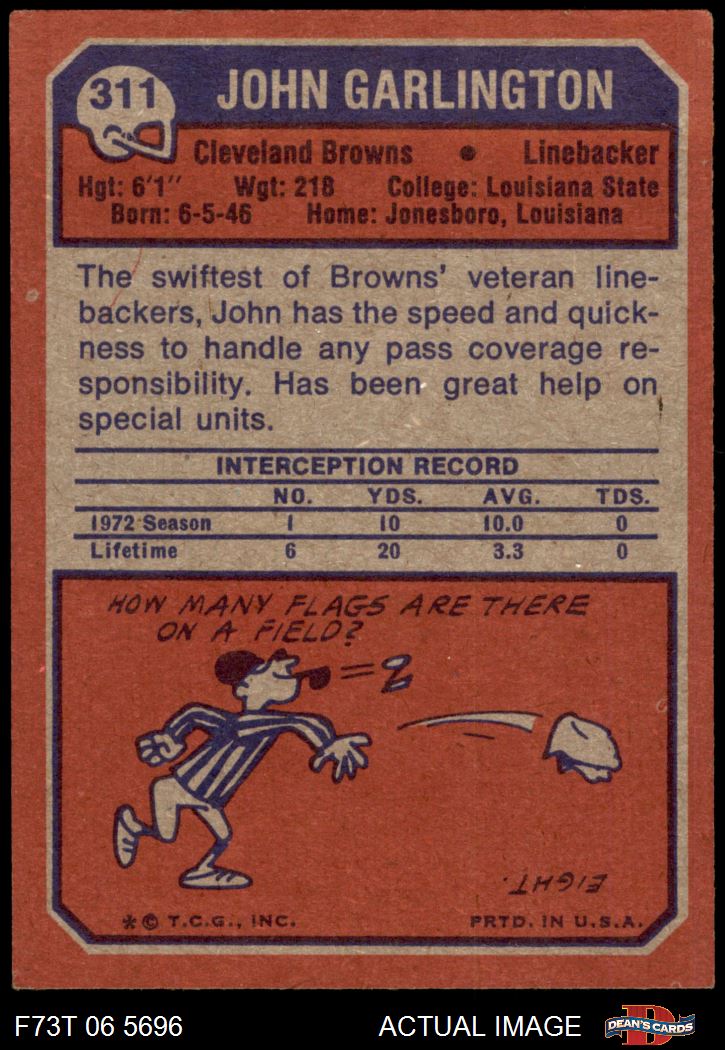 311
JOHN GARLINGTON
Cleveland Browns • Linebacker
Hgt: 6'1" Wgt: 218 College: Louisiana State
Born: 6-5-46 Home: Jonesboro, Louisiana
The swiftest of Browns' veteran line-
backers, John has the speed and quick-
ness to handle any pass coverage re-
sponsibility. Has been great help on
special units.
INTERCEPTION RECORD
NO. YDS. AVG. TDS.
1972 Season 1 10 10.0 0
Lifetime 6 20 3.3 0
HOW MANY FLAGS ARE THERE
ON A FIELD?
EIGHT.
* © T.C.G., INC. PRTD. IN U.S.A.
F73T 06 5696 ACTUAL IMAGE
D
DEAN'S CARDS